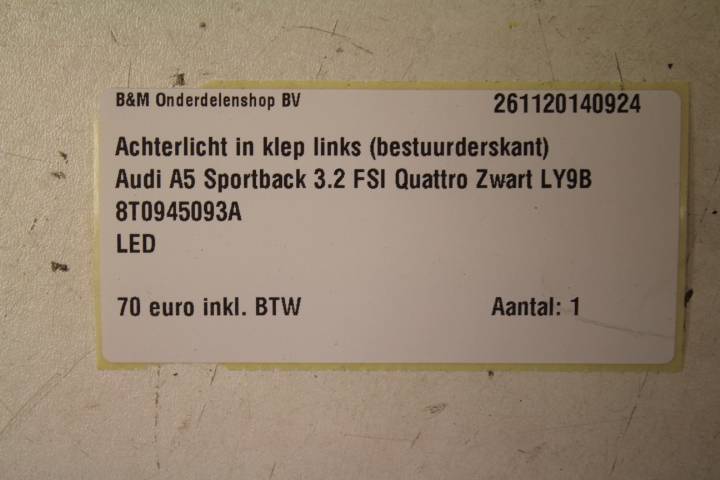 B&M Onderdelenshop BV 261120140924
Achterlicht in klep links (bestuurderskant)
Audi A5 Sportback 3.2 FSI Quattro Zwart LY9B
8T0945093A
LED
70 euro inkl. BTW Aantal: 1